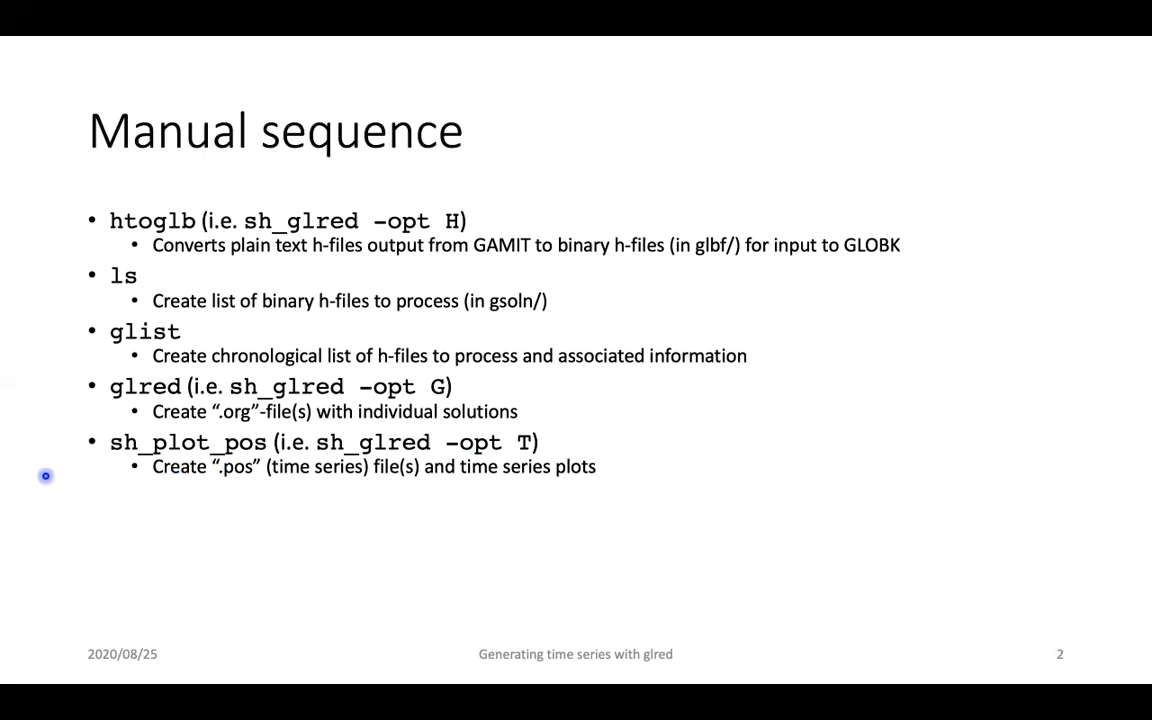 Manual sequence
• htoglb (i.e. sh_glred -opt H)
• Converts plain text h-files output from GAMIT to binary h-files (in glbf/) for input to GLOBK
• ls
• Create list of binary h-files to process (in gsoln/)
• glist
• Create chronological list of h-files to process and associated information
• glred (i.e. sh_glred -opt G)
• Create “.org”-file(s) with individual solutions
• sh_plot_pos (i.e. sh_glred -opt T)
• Create “.pos” (time series) file(s) and time series plots
2020/08/25 Generating time series with glred 2